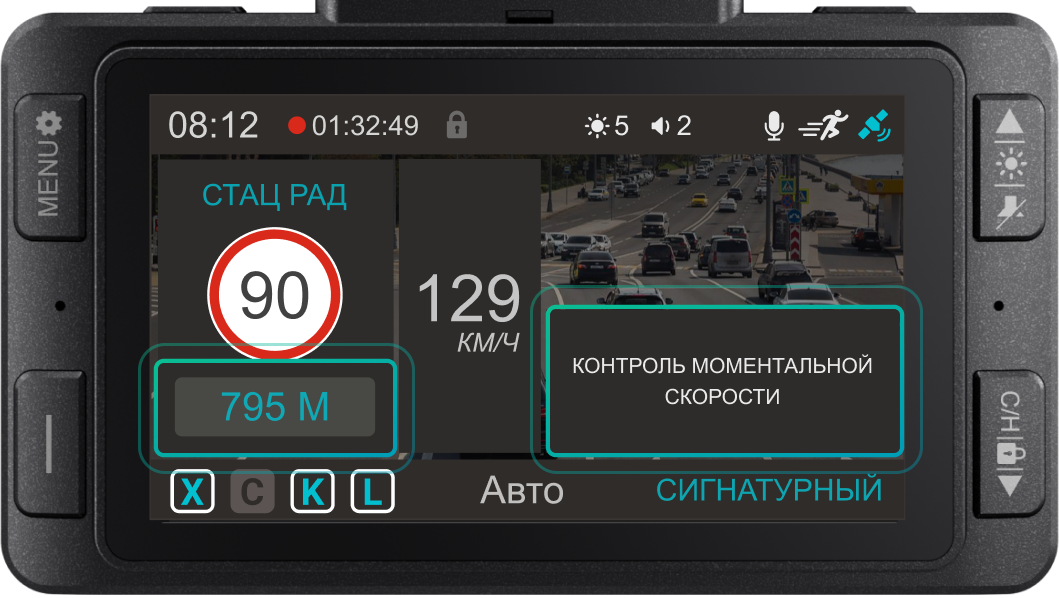 08:12 01:32:49 5 2
MENU
СТАЦ РАД
90
129
КМ/Ч
795 М
КОНТРОЛЬ МОМЕНТАЛЬНОЙ
СКОРОСТИ
С/Н
X C K L Авто СИГНАТУРНЫЙ